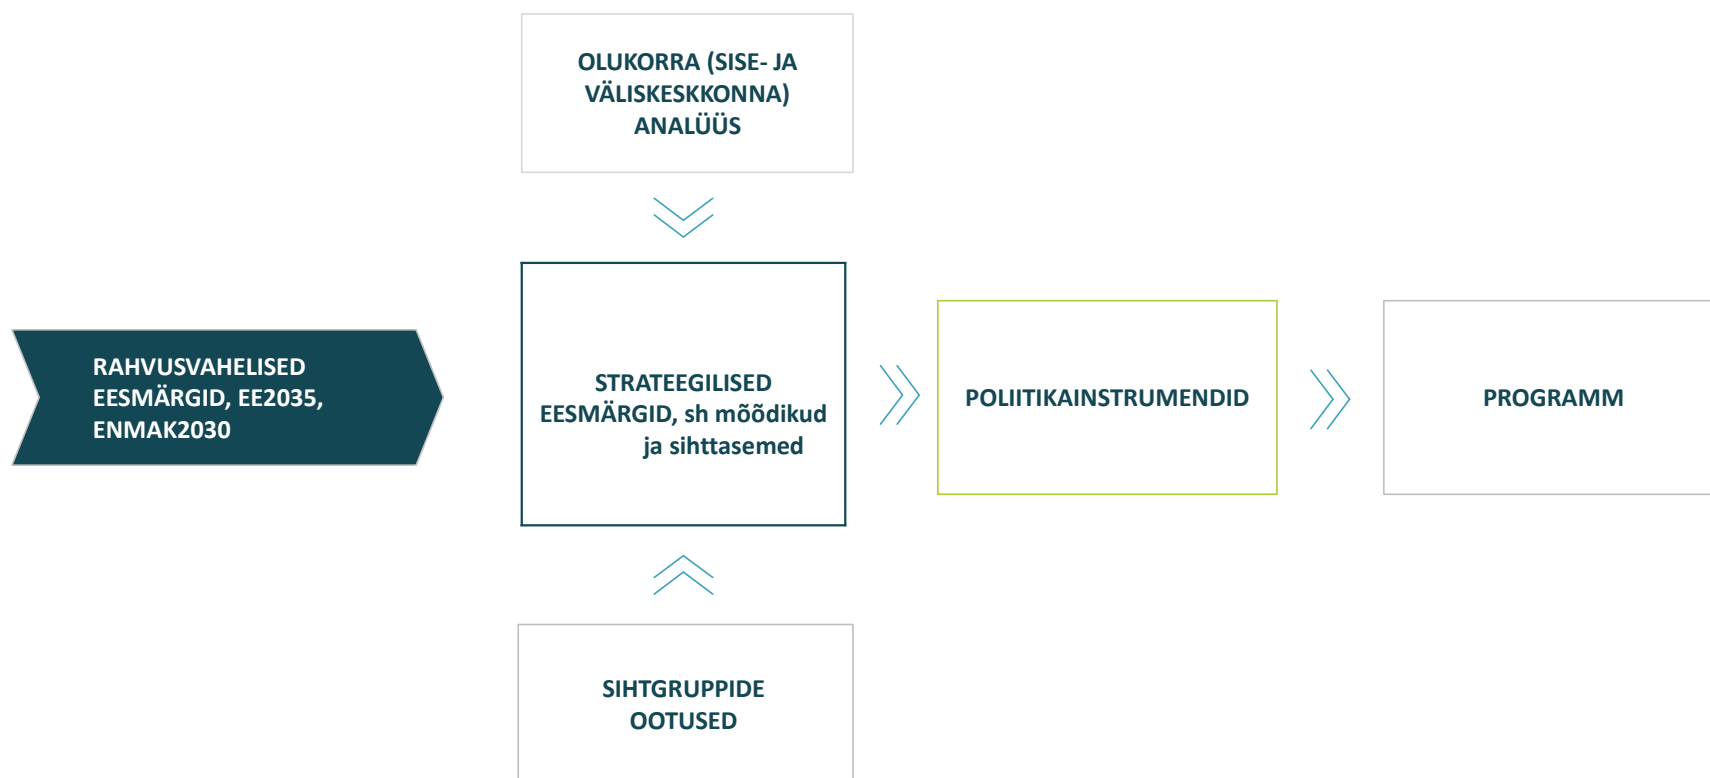 OLUKORRA (SISE- JA
VÄLISKESKKONNA)
ANALÜÜS
RAHVUSVAHELISED
EESMÄRGID, EE2035,
ENMAK2030
STRATEEGILISED
EESMÄRGID, sh mõõdikud
ja sihttasemed
POLIITIKAINSTRUMENDID
PROGRAMM
SIHTGRUPPIDE
OOTUSED